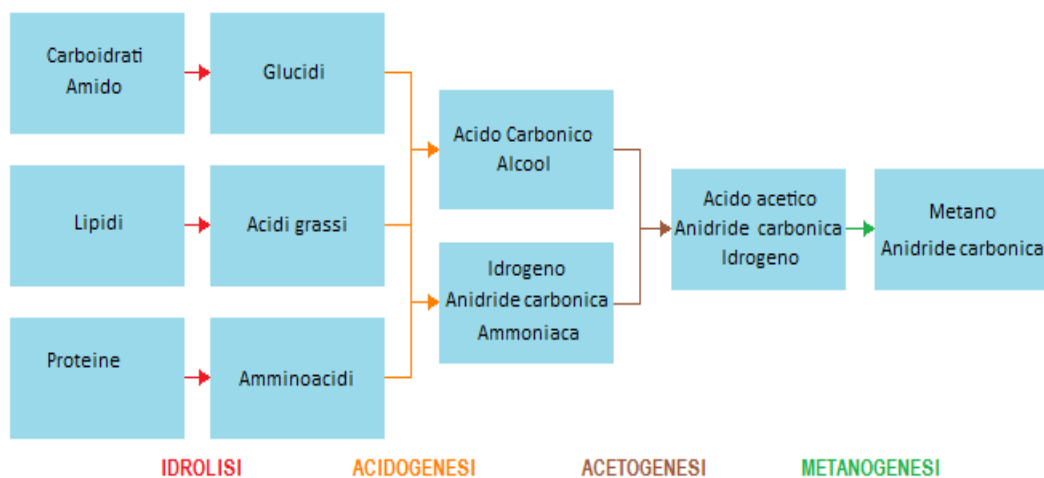 Carboidrati
Amido
Glucidi
Lipidi
Acidi grassi
Proteine
Amminoacidi
Acido Carbonico
Alcool
Idrogeno
Anidride carbonica
Ammoniaca
Acido acetico
Anidride carbonica
Idrogeno
Metano
Anidride carbonica
IDROLISI
ACIDOGENESI
ACETOGENESI
METANOGENESI